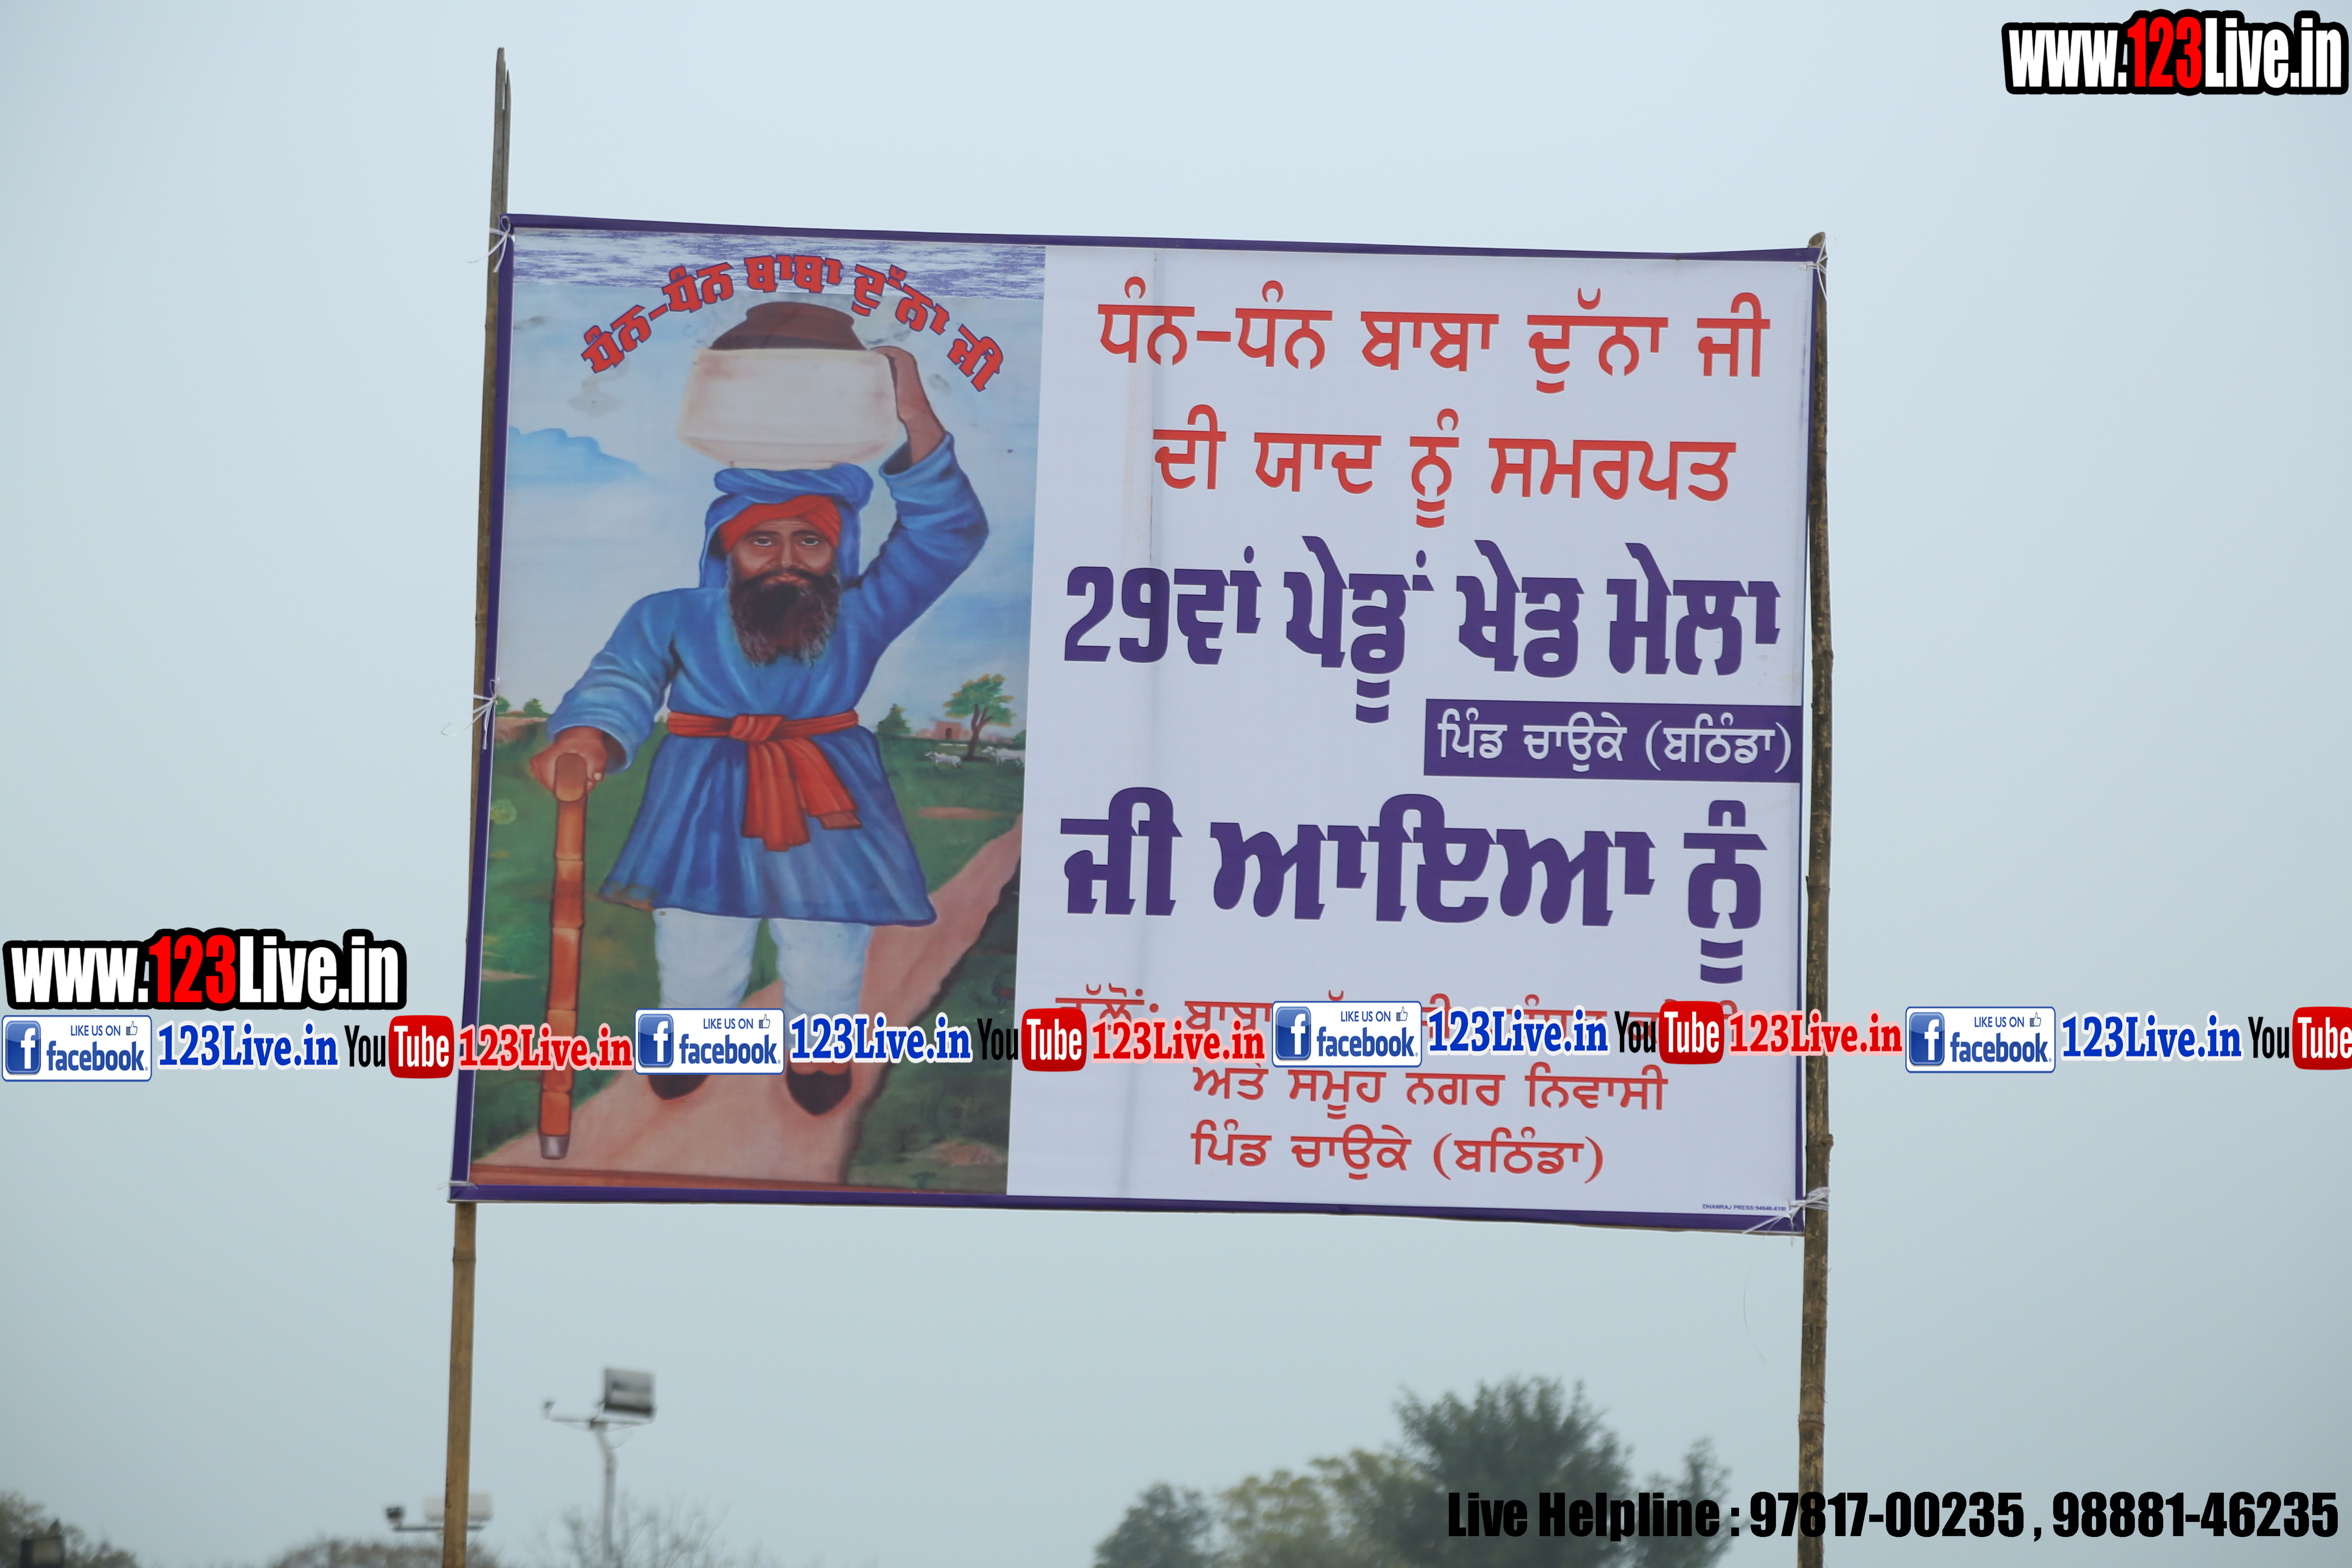 www.123Live.in
ਧੰਨ-ਧੰਨ ਬਾਬਾ ਦੁੱਨਾ ਜੀ
ਧੰਨ-ਧੰਨ ਬਾਬਾ ਦੁੱਨਾ ਜੀ
ਦੀ ਯਾਦ ਨੂੰ ਸਮਰਪਤ
29ਵਾਂ ਪੇਂਡੂ ਖੇਡ ਮੇਲਾ
ਪਿੰਡ ਚਾਉਕੇ (ਬਠਿੰਡਾ)
ਜੀ ਆਇਆ ਨੂੰ
www.123Live.in
ਵੱਲੋਂ: ਬਾਬਾ
LIKE US ON facebook 123Live.in YouTube 123Live.in LIKE US ON facebook 123Live.in YouTube 123Live.in LIKE US ON facebook 123Live.in YouTube 123Live.in LIKE US ON facebook 123Live.in YouTube
ਅਤੇ ਸਮੂਹ ਨਗਰ ਨਿਵਾਸੀ
ਪਿੰਡ ਚਾਉਕੇ (ਬਠਿੰਡਾ)
DHANRAJ PRESS
Live Helpline : 97817-00235 , 98881-46235